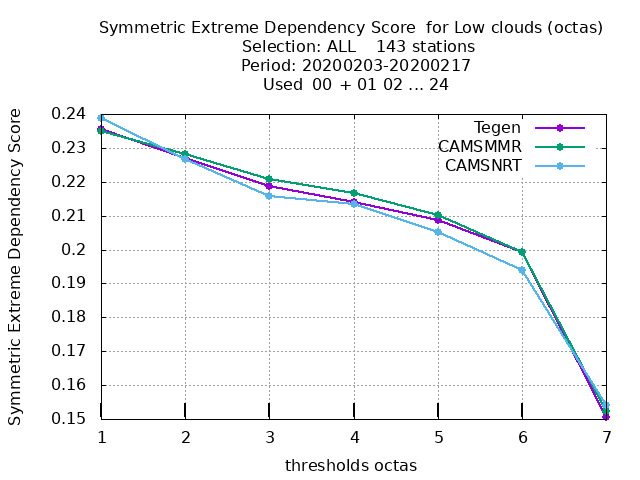 Symmetric Extreme Dependency Score  for Low clouds (octas)
Selection: ALL    143 stations
Period: 20200203-20200217
Used  00 + 01 02 ... 24
Symmetric Extreme Dependency Score
0.24
0.23
0.22
0.21
0.2
0.19
0.18
0.17
0.16
0.15
Tegen
CAMSMMR
CAMSNRT
1 2 3 4 5 6 7
thresholds octas